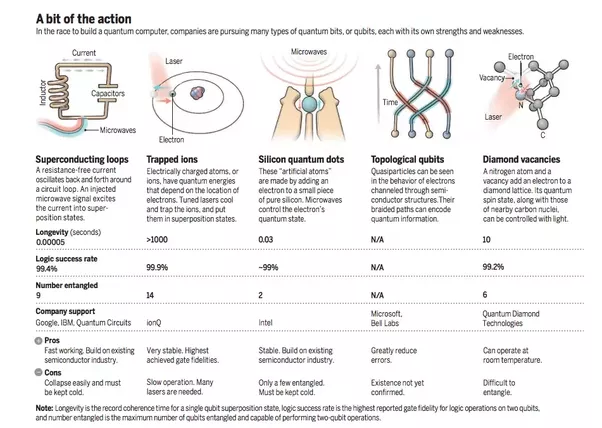 A bit of the action
In the race to build a quantum computer, companies are pursuing many types of quantum bits, or qubits, each with its own strengths and weaknesses.
Current
Inductor
Capacitors
Microwaves
Laser
Electron
Microwaves
Time
Electron
Vacancy
N
Laser
C
Superconducting loops
A resistance-free current
oscillates back and forth around
a circuit loop. An injected
microwave signal excites
the current into super-
position states.
Trapped ions
Electrically charged atoms, or
ions, have quantum energies
that depend on the location of
electrons. Tuned lasers cool
and trap the ions, and put
them in superposition states.
Silicon quantum dots
These “artificial atoms”
are made by adding an
electron to a small piece
of pure silicon. Microwaves
control the electron’s
quantum state.
Topological qubits
Quasiparticles can be seen
in the behavior of electrons
channeled through semi-
conductor structures. Their
braided paths can encode
quantum information.
Diamond vacancies
A nitrogen atom and a
vacancy add an electron to a
diamond lattice. Its quantum
spin state, along with those
of nearby carbon nuclei,
can be controlled with light.
Longevity (seconds)
0.00005 >1000 0.03 N/A 10
Logic success rate
99.4% 99.9% ~99% N/A 99.2%
Number entangled
9 14 2 N/A 6
Company support
Google, IBM, Quantum Circuits
ionQ
Intel
Microsoft,
Bell Labs
Quantum Diamond
Technologies
Pros
Fast working. Build on existing
semiconductor industry.
Very stable. Highest
achieved gate fidelities.
Stable. Build on existing
semiconductor industry.
Greatly reduce
errors.
Can operate at
room temperature.
Cons
Collapse easily and must
be kept cold.
Slow operation. Many
lasers are needed.
Only a few entangled.
Must be kept cold.
Existence not yet
confirmed.
Difficult to
entangle.
Note: Longevity is the record coherence time for a single qubit superposition state, logic success rate is the highest reported gate fidelity for logic operations on two qubits,
and number entangled is the maximum number of qubits entangled and capable of performing two-qubit operations.